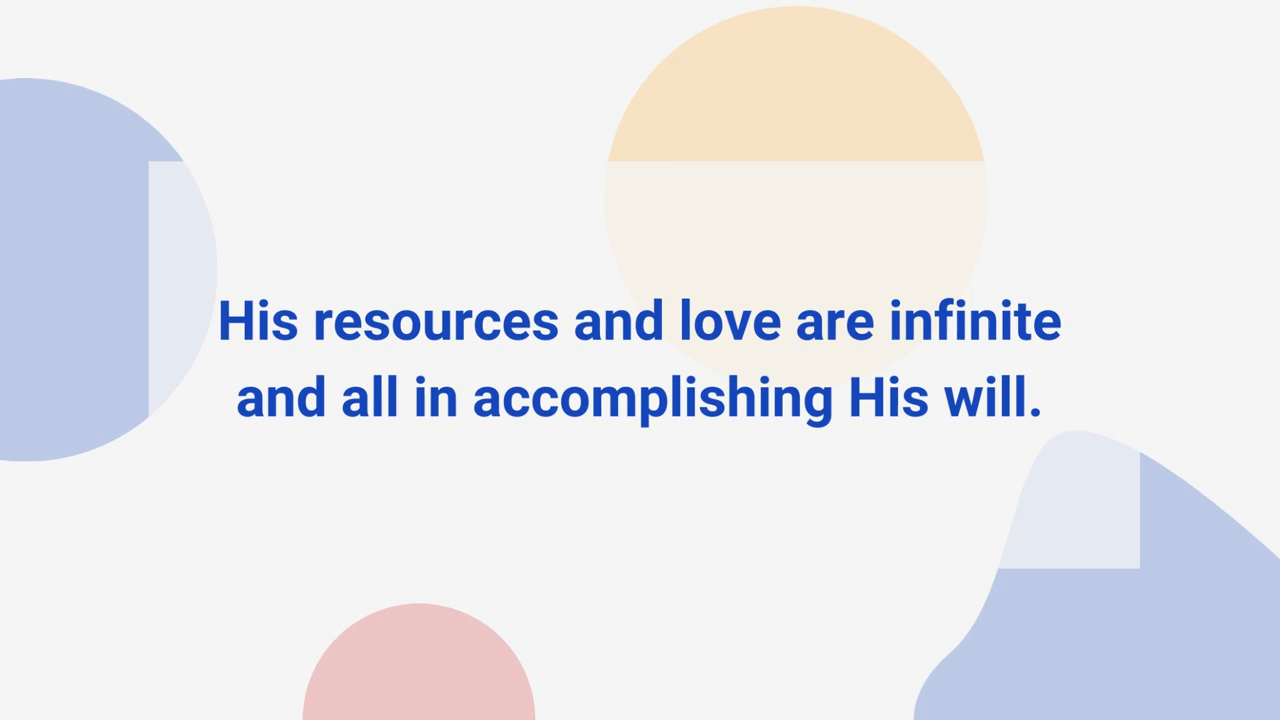 His resources and love are infinite
and all in accomplishing His will.